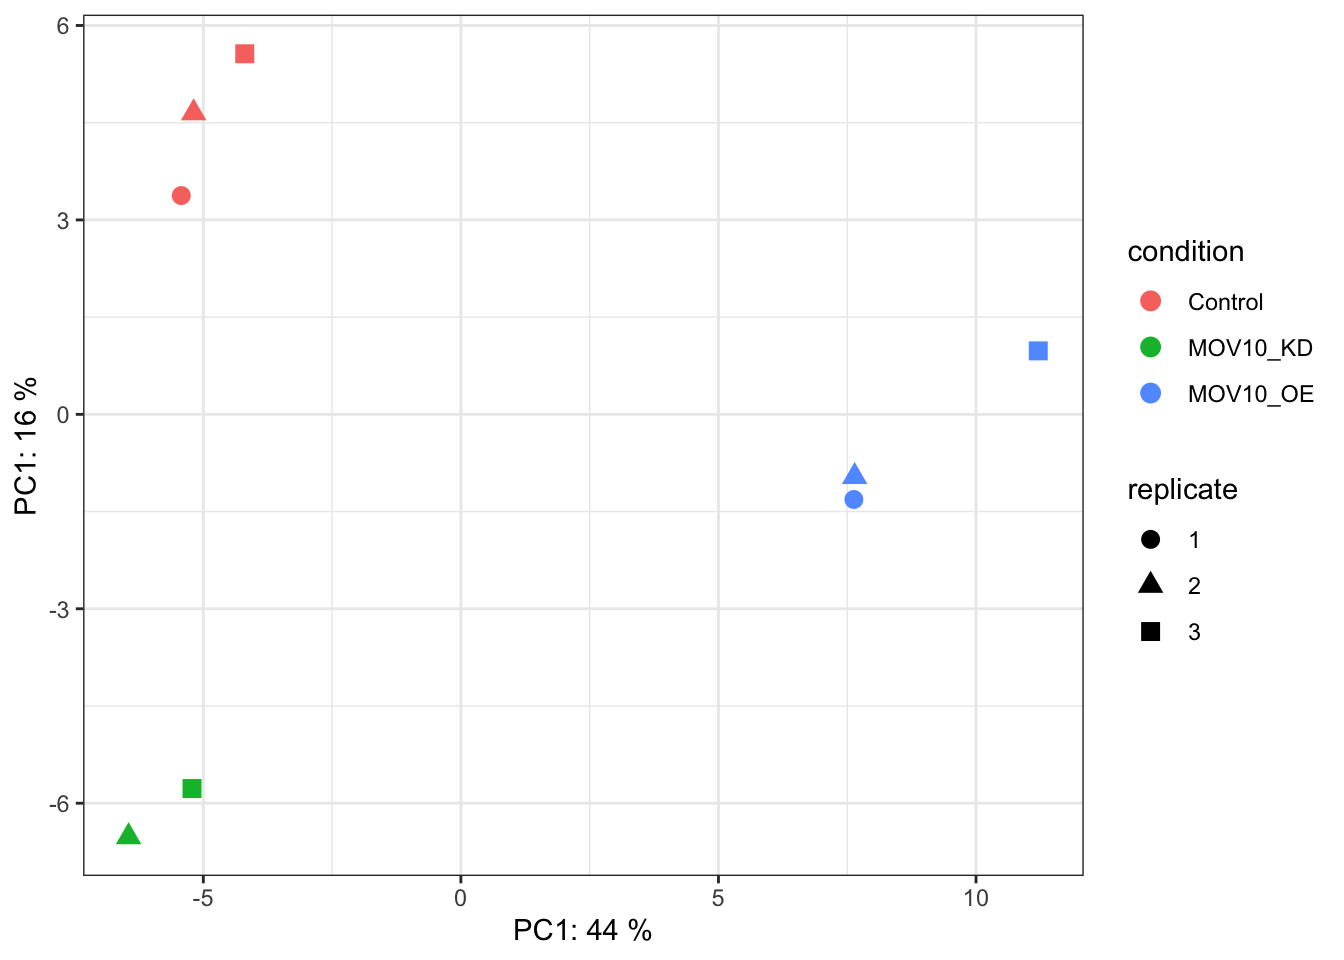 6
3
0
-3
-6
PC1: 16 %
-5
0
5
10
PC1: 44 %
condition
Control
MOV10_KD
MOV10_OE
replicate
1
2
3